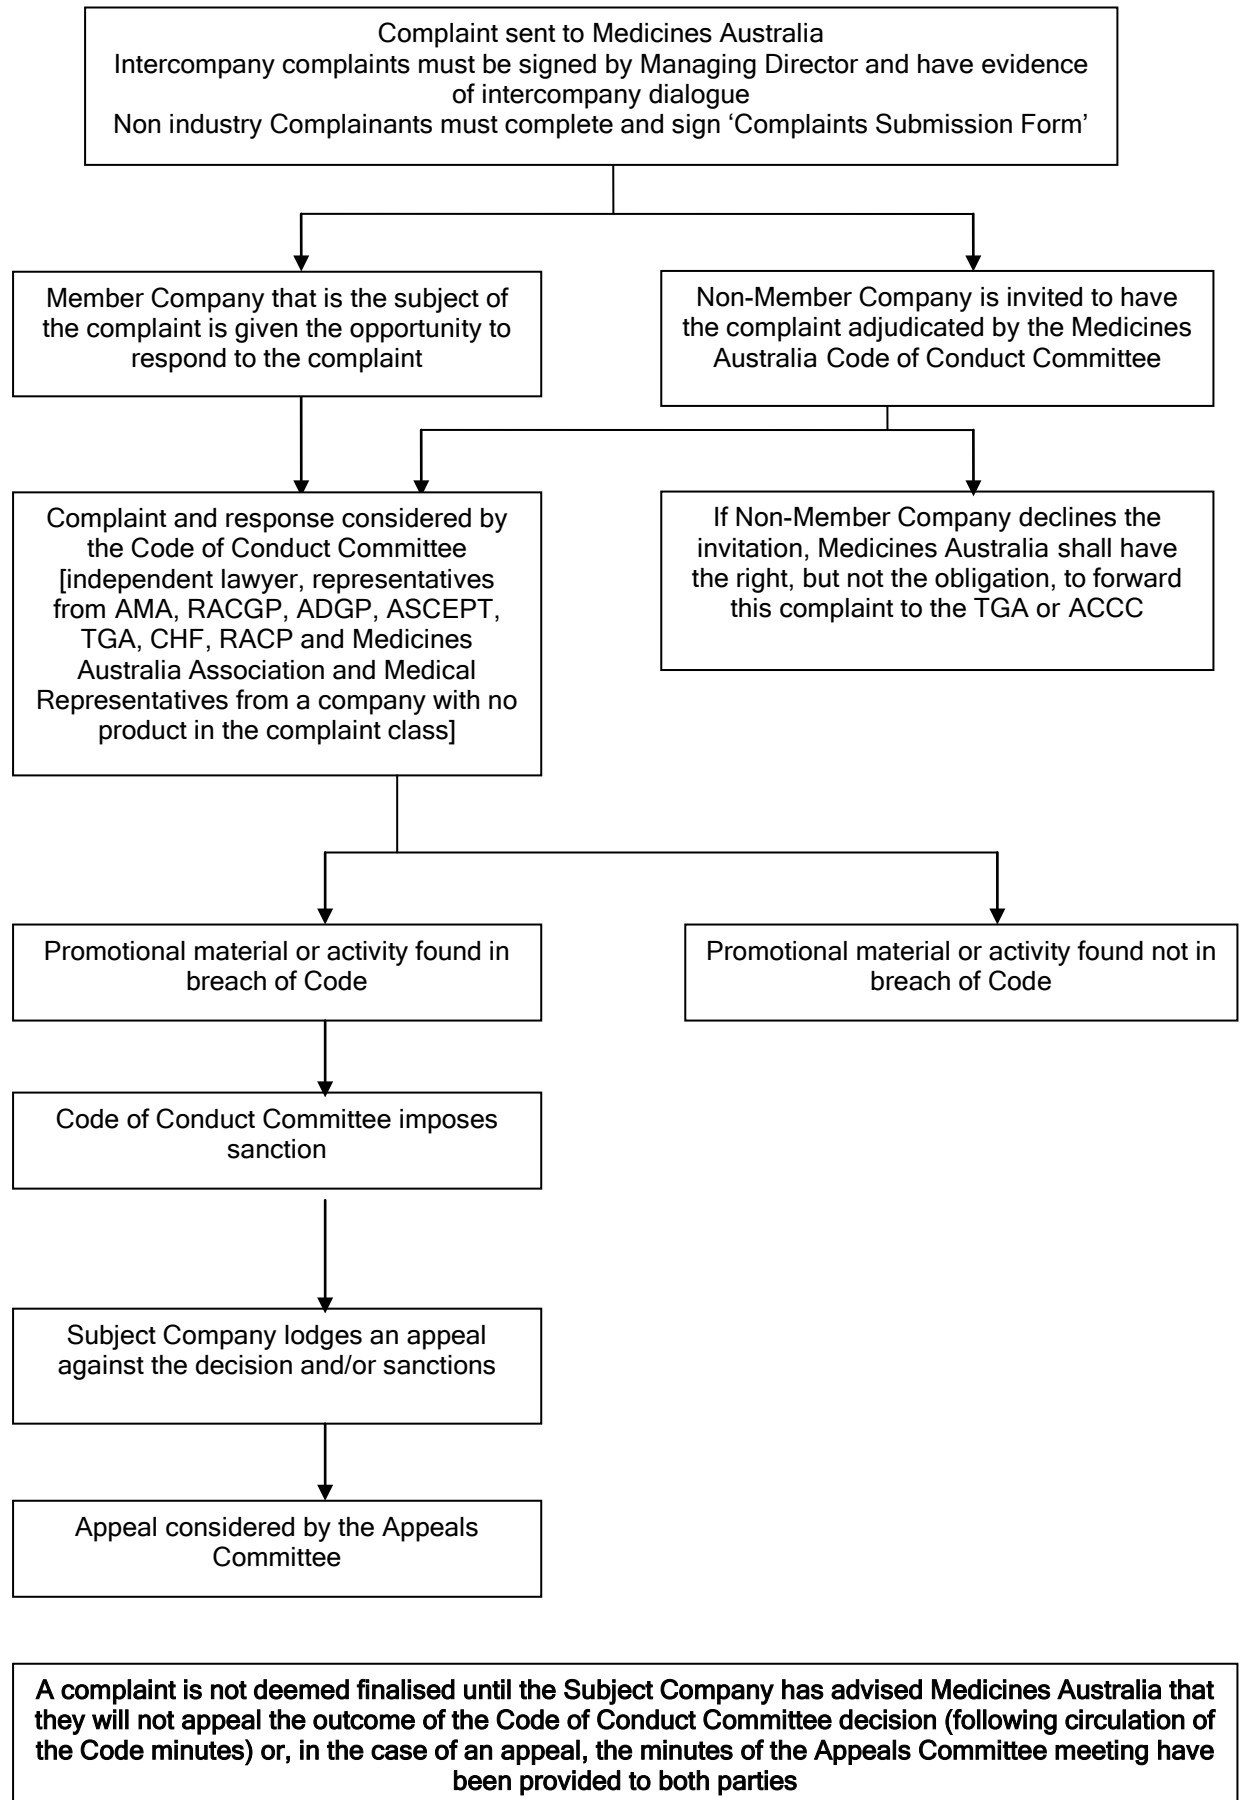 Complaint sent to Medicines Australia
Intercompany complaints must be signed by Managing Director and have evidence
of intercompany dialogue
Non industry Complainants must complete and sign ‘Complaints Submission Form’
Member Company that is the subject of
the complaint is given the opportunity to
respond to the complaint
Non-Member Company is invited to have
the complaint adjudicated by the Medicines
Australia Code of Conduct Committee
Complaint and response considered by
the Code of Conduct Committee
[independent lawyer, representatives
from AMA, RACGP, ADGP, ASCEPT,
TGA, CHF, RACP and Medicines
Australia Association and Medical
Representatives from a company with no
product in the complaint class]
If Non-Member Company declines the
invitation, Medicines Australia shall have
the right, but not the obligation, to forward
this complaint to the TGA or ACCC
Promotional material or activity found in
breach of Code
Promotional material or activity found not in
breach of Code
Code of Conduct Committee imposes
sanction
Subject Company lodges an appeal
against the decision and/or sanctions
Appeal considered by the Appeals
Committee
A complaint is not deemed finalised until the Subject Company has advised Medicines Australia that
they will not appeal the outcome of the Code of Conduct Committee decision (following circulation of
the Code minutes) or, in the case of an appeal, the minutes of the Appeals Committee meeting have
been provided to both parties